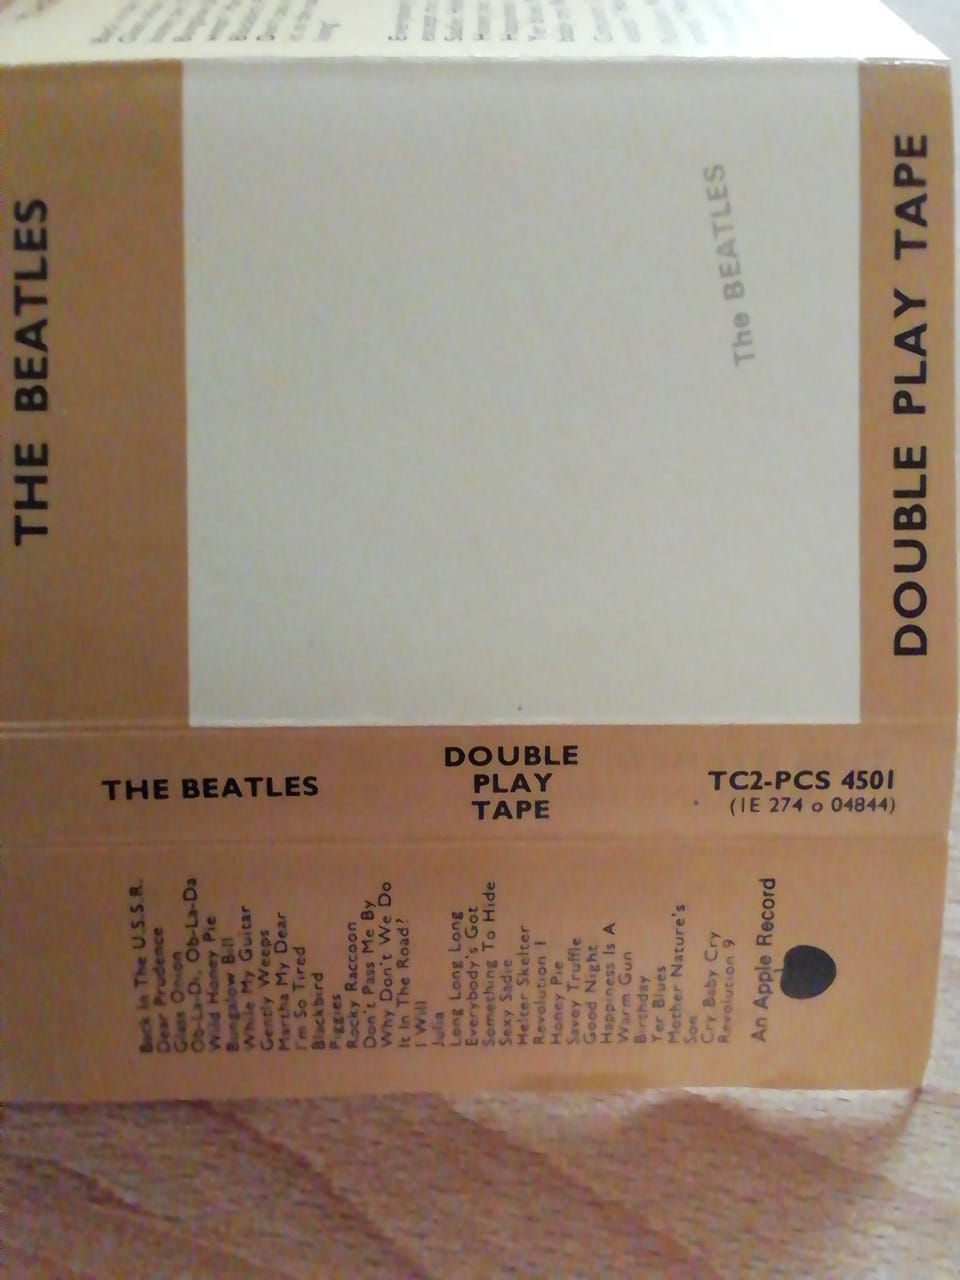 THE BEATLES
The BEATLES
DOUBLE PLAY TAPE
THE BEATLES
DOUBLE
PLAY
TAPE
TC2-PCS 4501
(1E 274 o 04844)
Back In The U.S.S.R.
Dear Prudence
Glass Onion
Ob-La-Di, Ob-La-Da
Wild Honey Pie
Bungalow Bill
While My Guitar
Gently Weeps
Martha My Dear
I'm So Tired
Blackbird
Piggies
Rocky Raccoon
Don't Pass Me By
Why Don't We Do
It In The Road?
I Will
Julia
Long Long Long
Everybody's Got
Something To Hide
Sexy Sadie
Helter Skelter
Revolution 1
Honey Pie
Savoy Truffle
Good Night
Happiness Is A
Warm Gun
Birthday
Yer Blues
Mother Nature's
Son
Cry Baby Cry
Revolution 9
An Apple Record